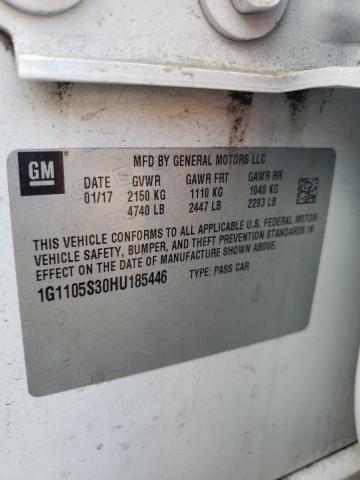 GM
MFD BY GENERAL MOTORS LLC
DATE GVWR GAWR FRT GAWR RR
01/17 2150 KG 1110 KG 1040 KG
4740 LB 2447 LB 2293 LB
THIS VEHICLE CONFORMS TO ALL APPLICABLE U.S. FEDERAL MOTOR
VEHICLE SAFETY, BUMPER, AND THEFT PREVENTION STANDARDS IN
EFFECT ON THE DATE OF MANUFACTURE SHOWN ABOVE.
1G1105S30HU185446 TYPE: PASS CAR